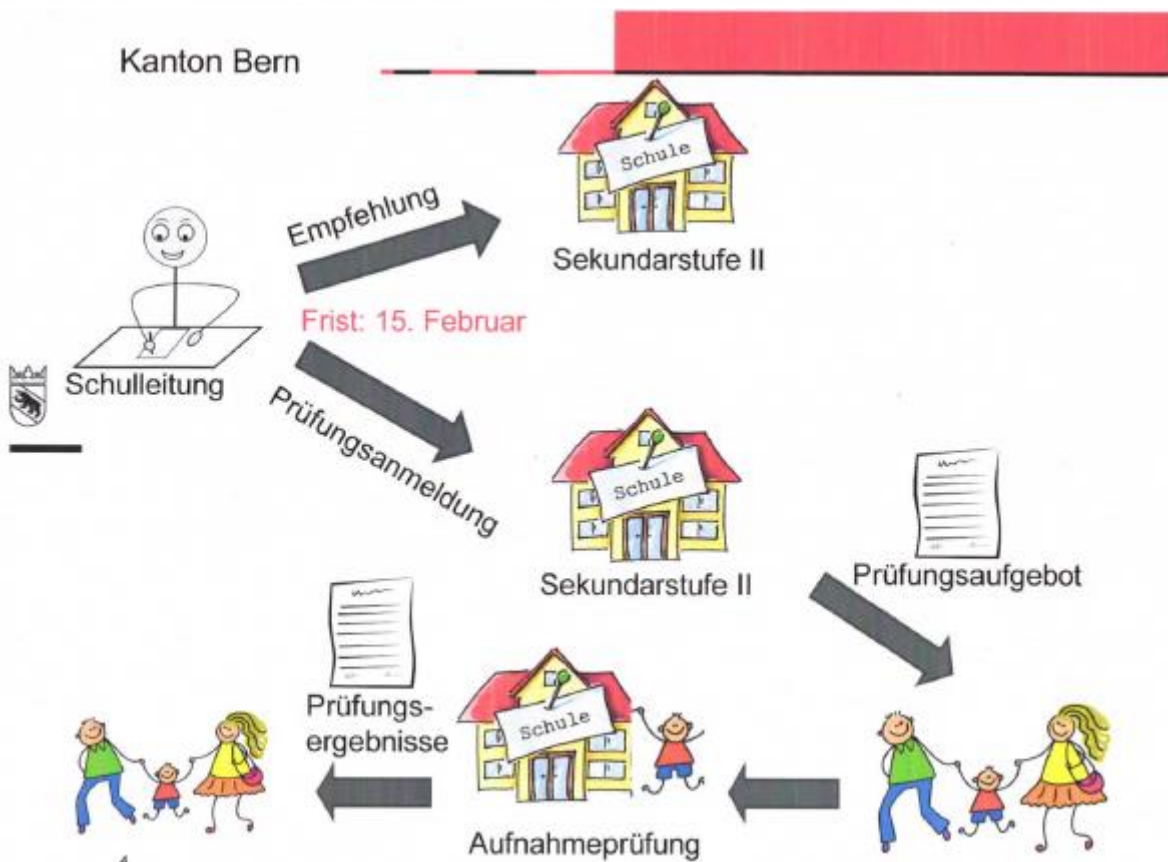 Kanton Bern
Schule
Empfehlung
Sekundarstufe II
Frist: 15. Februar
Schulleitung
Prüfungsanmeldung
Schule
Sekundarstufe II
Prüfungsaufgebot
Prüfungs-
ergebnisse
Schule
Aufnahmeprüfung